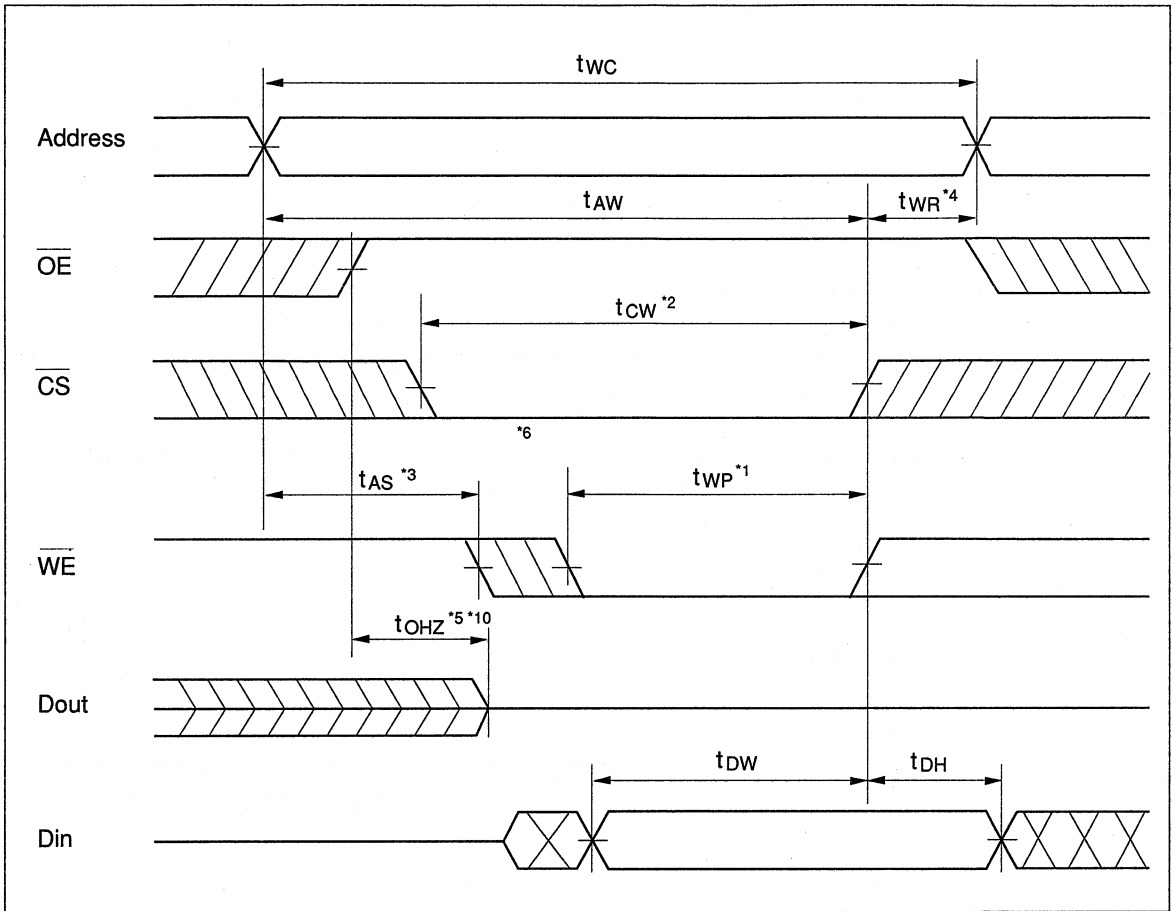 tWC
Address
tAW
tWR*4
OE
tCW*2
CS
*6
tAS*3
tWP*1
WE
tOHZ*5 *10
Dout
tDW
tDH
Din